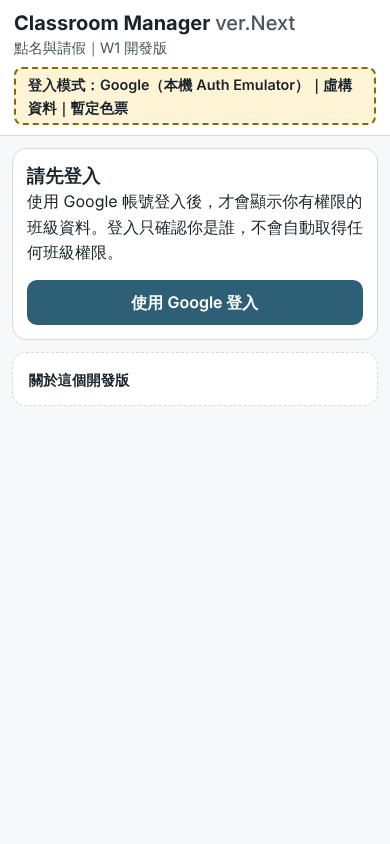 Classroom Manager ver.Next
點名與請假｜W1 開發版
登入模式：Google（本機 Auth Emulator）｜虛構
資料｜暫定色票
請先登入
使用 Google 帳號登入後，才會顯示你有權限的
班級資料。登入只確認你是誰，不會自動取得任
何班級權限。
使用 Google 登入
關於這個開發版